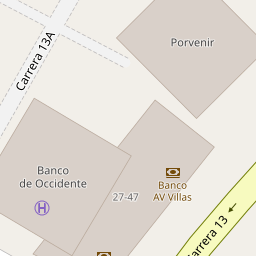 Carrera 13A
Porvenir
Banco
de Occidente
H
27-47
Banco
AV Villas
Carrera 13